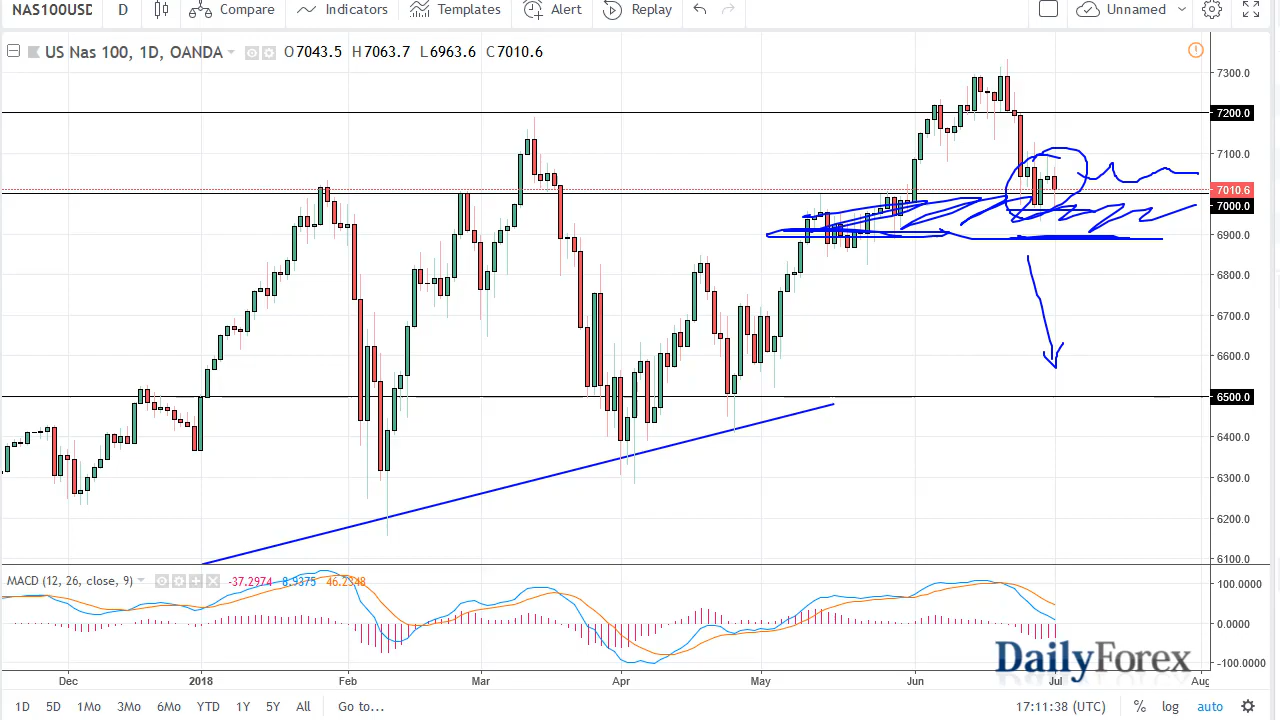 NAS100USD D Compare Indicators Templates Alert Replay Unnamed
US Nas 100, 1D, OANDA O7043.5 H7063.7 L6963.6 C7010.6
7300.0
7200.0
7100.0
7010.6
7000.0
6900.0
6800.0
6700.0
6600.0
6500.0
6400.0
6300.0
6200.0
6100.0
MACD (12, 26, close, 9) -37.2974 8.9375 46.2348
100.0000
0.0000
-100.0000
DailyForex
Dec 2018 Feb Mar Apr May Jun Jul Aug
1D 5D 1Mo 3Mo 6Mo YTD 1Y 5Y All Go to... 17:11:38 (UTC) % log auto